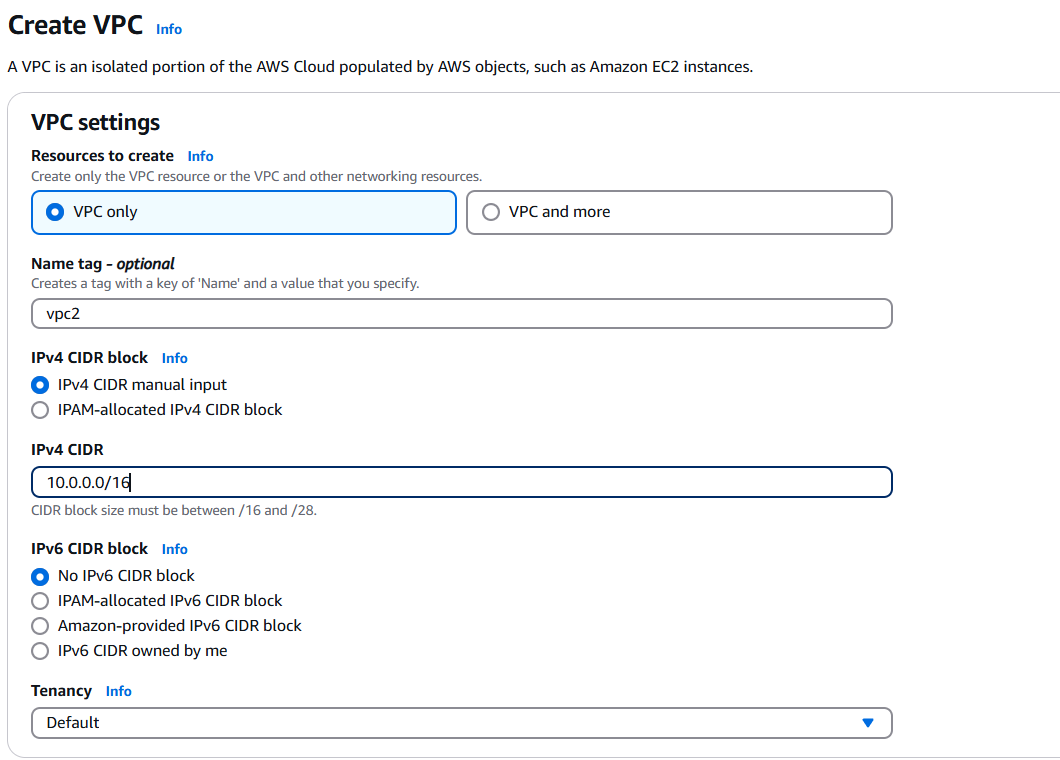 Create VPC Info
A VPC is an isolated portion of the AWS Cloud populated by AWS objects, such as Amazon EC2 instances.
VPC settings
Resources to create Info
Create only the VPC resource or the VPC and other networking resources.
VPC only
VPC and more
Name tag - optional
Creates a tag with a key of 'Name' and a value that you specify.
vpc2
IPv4 CIDR block Info
IPv4 CIDR manual input
IPAM-allocated IPv4 CIDR block
IPv4 CIDR
10.0.0.0/16
CIDR block size must be between /16 and /28.
IPv6 CIDR block Info
No IPv6 CIDR block
IPAM-allocated IPv6 CIDR block
Amazon-provided IPv6 CIDR block
IPv6 CIDR owned by me
Tenancy Info
Default